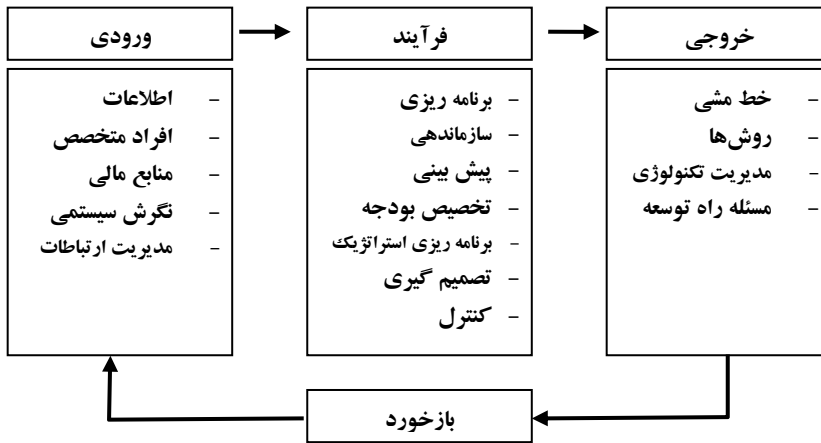 ورودی
- اطلاعات
- افراد متخصص
- منابع مالی
- نگرش سیستمی
- مدیریت ارتباطات
فرآیند
- برنامه ریزی
- سازماندهی
- پیش بینی
- تخصیص بودجه
- برنامه ریزی استراتژیک
- تصمیم گیری
- کنترل
خروجی
- خط مشی
- روش‌ها
- مدیریت تکنولوژی
- مسئله راه توسعه
بازخورد